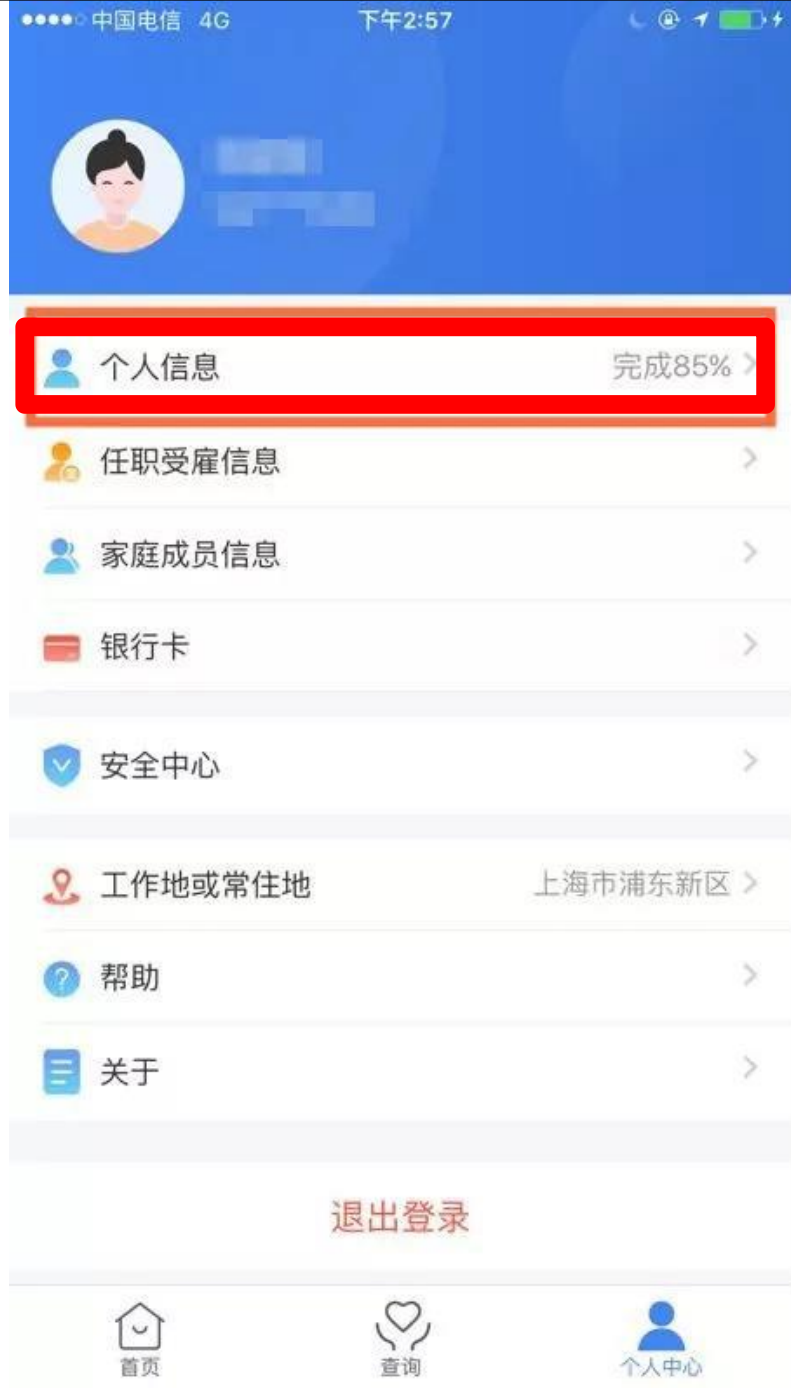 中国电信 4G 下午2:57
个人信息 完成85%
任职受雇信息
家庭成员信息
银行卡
安全中心
工作地或常住地 上海市浦东新区
帮助
关于
退出登录
首页 查询 个人中心